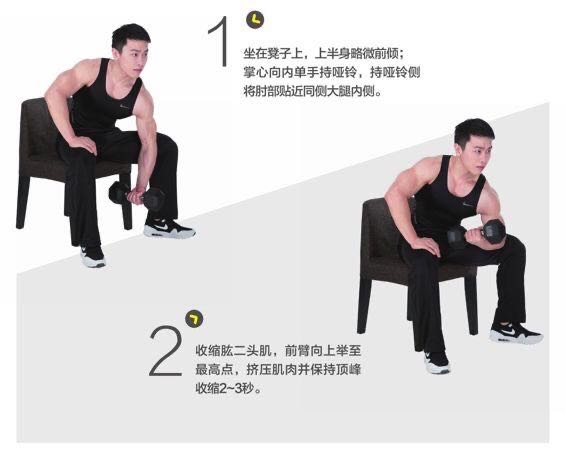 1
坐在凳子上，上半身略微前倾；
掌心向内单手持哑铃，持哑铃侧
将肘部贴近同侧大腿内侧。
2
收缩肱二头肌，前臂向上举至
最高点，挤压肌肉并保持顶峰
收缩2~3秒。